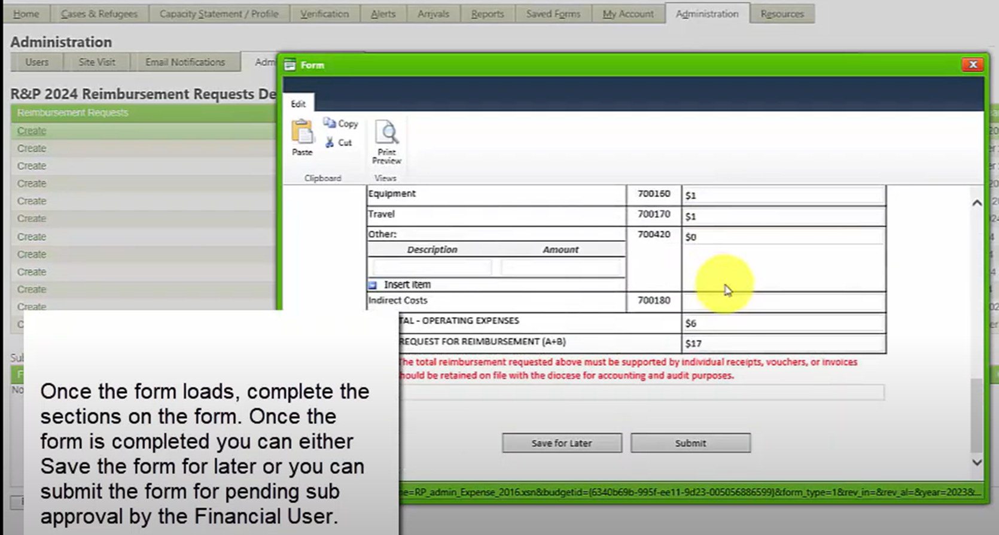 Home Cases & Refugees Capacity Statement / Profile Verification Alerts Arrivals Reports Saved Forms My Account Administration Resources
Administration
Users Site Visit Email Notifications Adm
Form
R&P 2024 Reimbursement Requests De
Edit
Reimbursement Requests
Create
Create
Create
Create
Create
Create
Create
Create
Create
Create
Create
Copy
Cut
Paste
Print
Preview
Clipboard Views
Equipment 700160 $1
Travel 700170 $1
Other: 700420 $0
Description Amount
Insert item
Indirect Costs 700180
TAL - OPERATING EXPENSES $6
REQUEST FOR REIMBURSEMENT (A+B) $17
he total reimbursement requested above must be supported by individual receipts, vouchers, or invoices
hould be retained on file with the diocese for accounting and audit purposes.
Save for Later Submit
e=RP_admin_Expense_2016.xsn&budgetid={6340b69b-995f-ee11-9d23-005056886599}&form_type=1&rev_in=&rev_al=&year=2023&...
Sub
No
Once the form loads, complete the
sections on the form. Once the
form is completed you can either
Save the form for later or you can
submit the form for pending sub
approval by the Financial User.